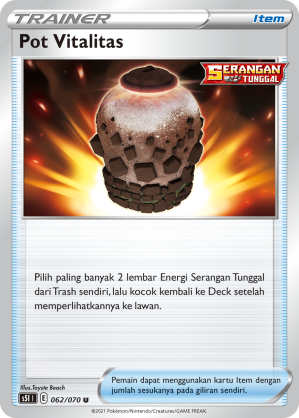 TRAINER
Item
Pot Vitalitas
SERANGAN
TUNGGAL
Pilih paling banyak 2 lembar Energi Serangan Tunggal
dari Trash sendiri, lalu kocok kembali ke Deck setelah
memperlihatkannya ke lawan.
Illus. Toyste Beach
s5I I E 062/070 U
Pemain dapat menggunakan kartu Item dengan
jumlah sesukanya pada giliran sendiri.
©2021 Pokémon/Nintendo/Creatures/GAME FREAK.